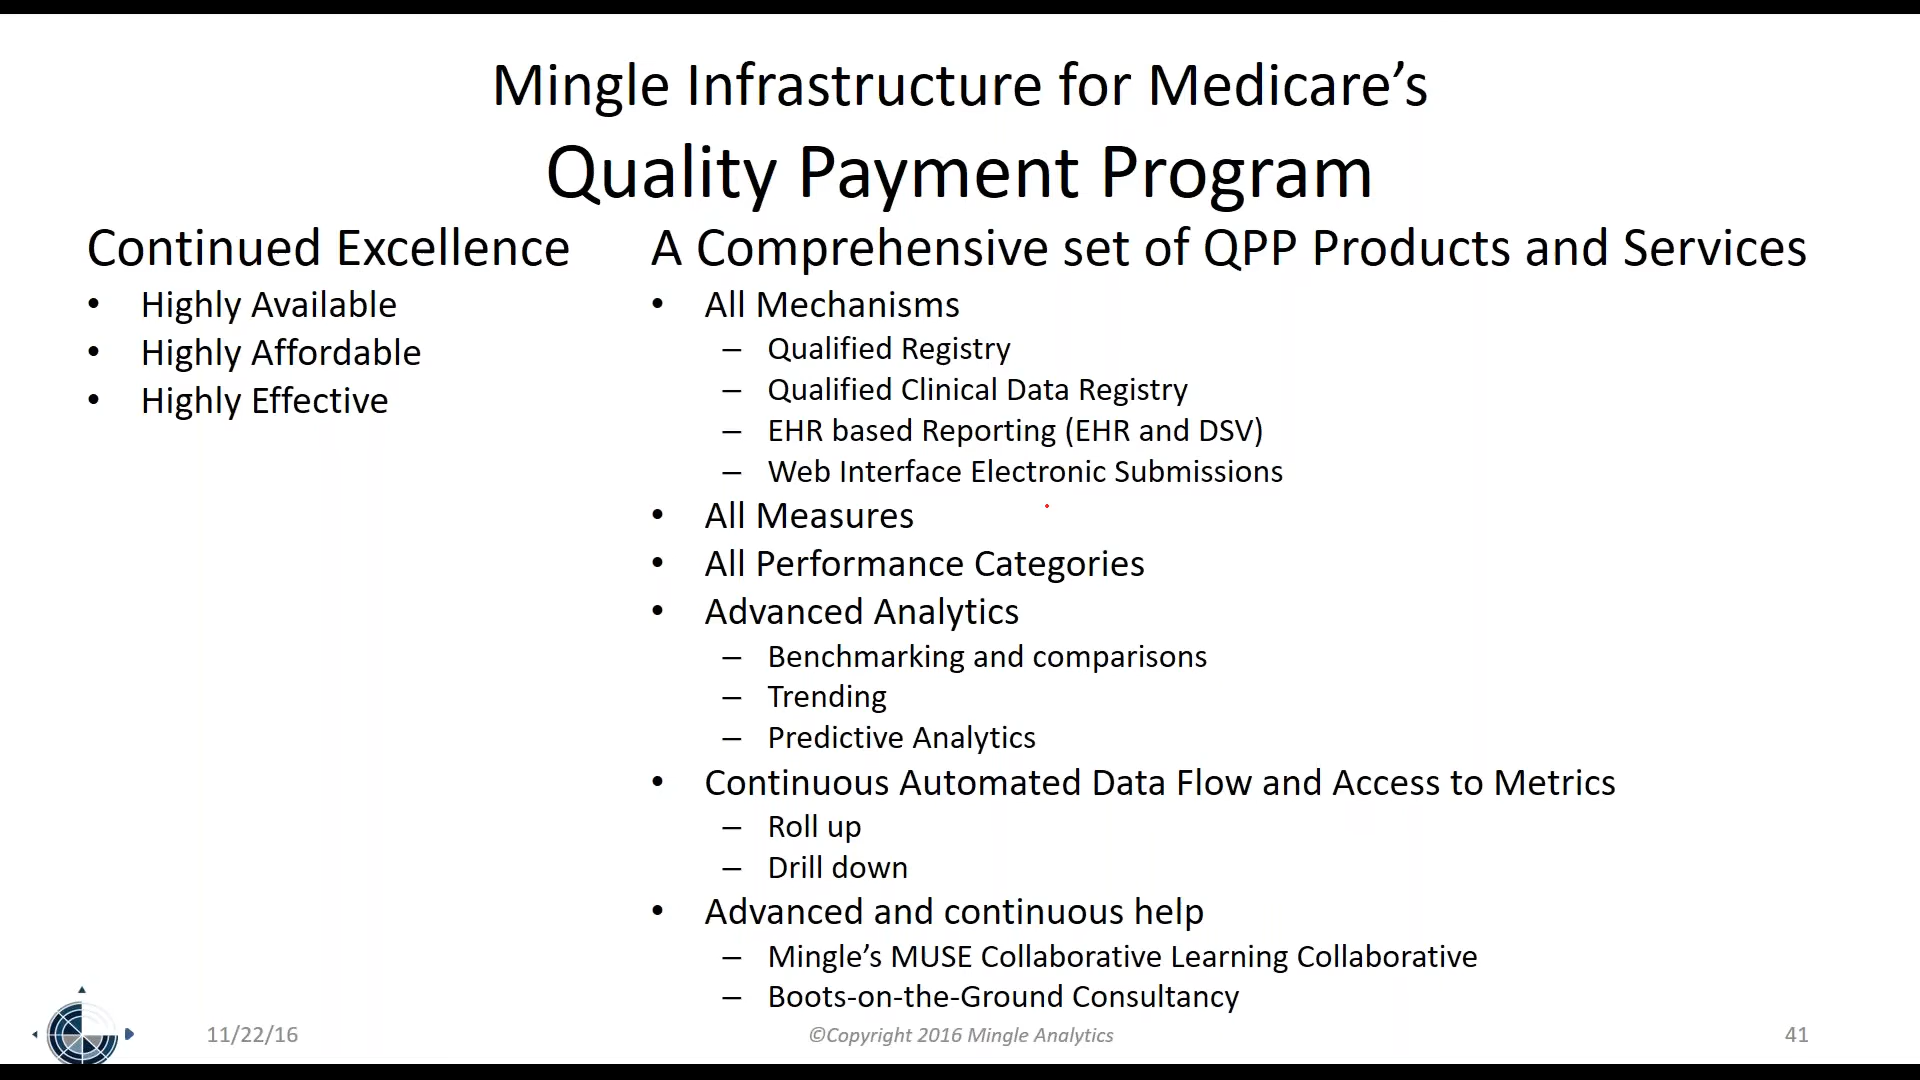 Mingle Infrastructure for Medicare’s
Quality Payment Program
Continued Excellence
• Highly Available
• Highly Affordable
• Highly Effective
A Comprehensive set of QPP Products and Services
• All Mechanisms
– Qualified Registry
– Qualified Clinical Data Registry
– EHR based Reporting (EHR and DSV)
– Web Interface Electronic Submissions
• All Measures
• All Performance Categories
• Advanced Analytics
– Benchmarking and comparisons
– Trending
– Predictive Analytics
• Continuous Automated Data Flow and Access to Metrics
– Roll up
– Drill down
• Advanced and continuous help
– Mingle’s MUSE Collaborative Learning Collaborative
– Boots-on-the-Ground Consultancy
11/22/16
©Copyright 2016 Mingle Analytics
41